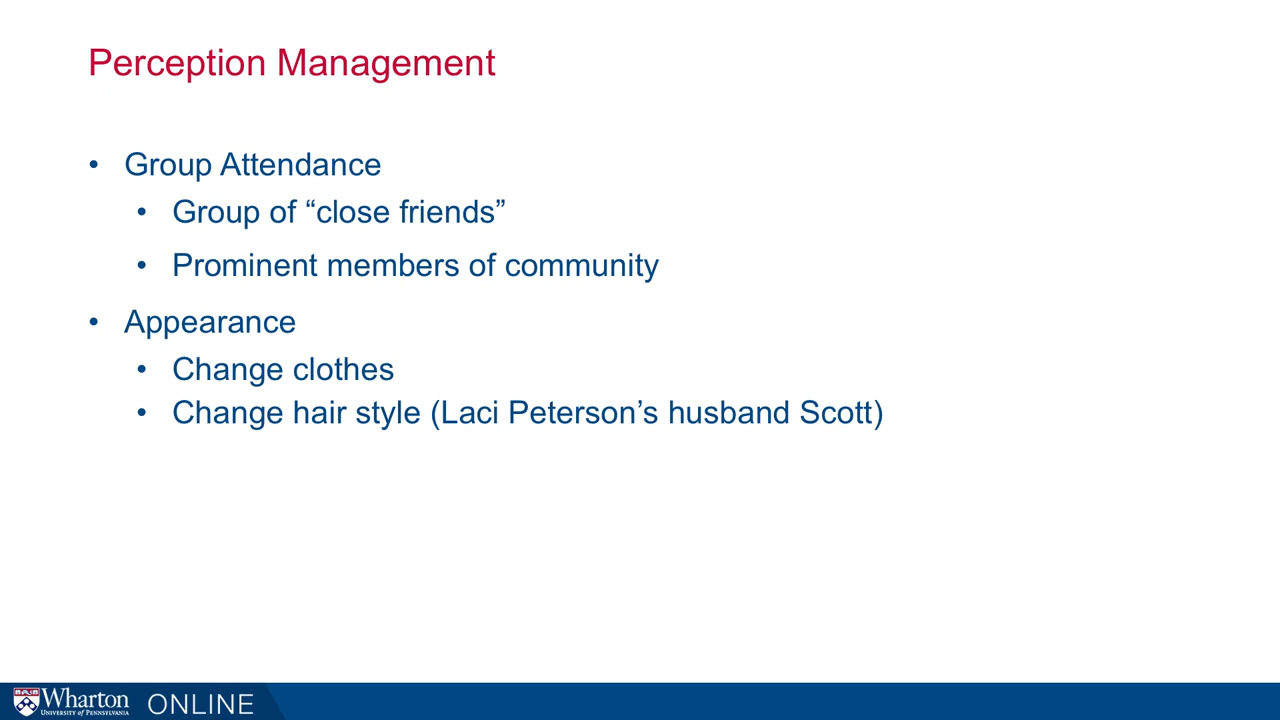 Perception Management
• Group Attendance
• Group of “close friends”
• Prominent members of community
• Appearance
• Change clothes
• Change hair style (Laci Peterson’s husband Scott)
Wharton
UNIVERSITY OF PENNSYLVANIA
ONLINE